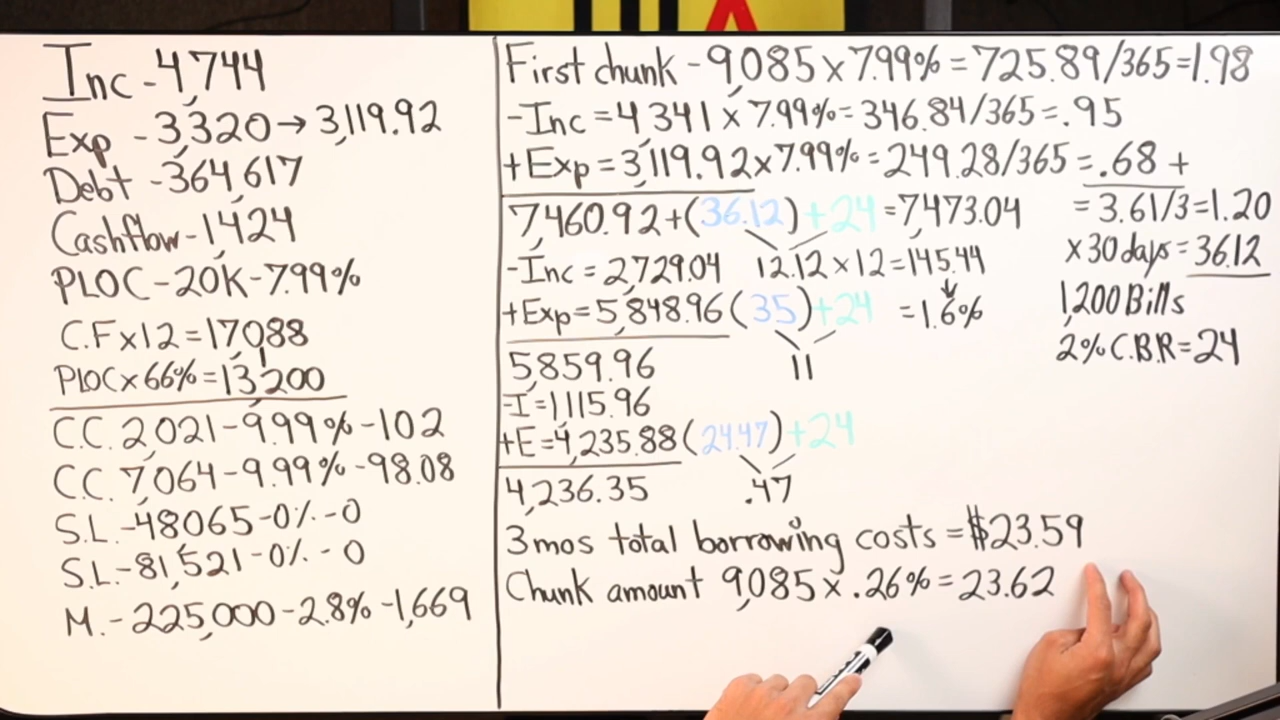 Inc - 4,744
Exp - 3,320 → 3,119.92
Debt - 364,617
Cashflow - 1,424
PLOC - 20K - 7.99%
C.F x 12 = 17,088
PLOC x 66% = 13,200
C.C. 2,021 - 9.99% - 102
C.C. 7,064 - 9.99% - 98.08
S.L. - 48065 - 0% - 0
S.L. - 81,521 - 0% - 0
M. - 225,000 - 2.8% - 1,669
First chunk - 9,085 x 7.99% = 725.89/365 = 1.98
- Inc = 4,341 x 7.99% = 346.84/365 = .95
+ Exp = 3,119.92 x 7.99% = 249.28/365 = .68 +
7,460.92 + (36.12) + 24 = 7,473.04
= 3.61/3 = 1.20
- Inc = 2,729.04
12.12 x 12 = 145.44
x 30 days = 36.12
+ Exp = 5,848.96 (35) + 24 = 1.6%
1,200 Bills
5,859.96
11
2% C.B.R = 24
- I = 1,115.96
+ E = 4,235.88 (24.47) + 24
4,236.35
.47
3mos total borrowing costs = $23.59
Chunk amount 9,085 x .26% = 23.62